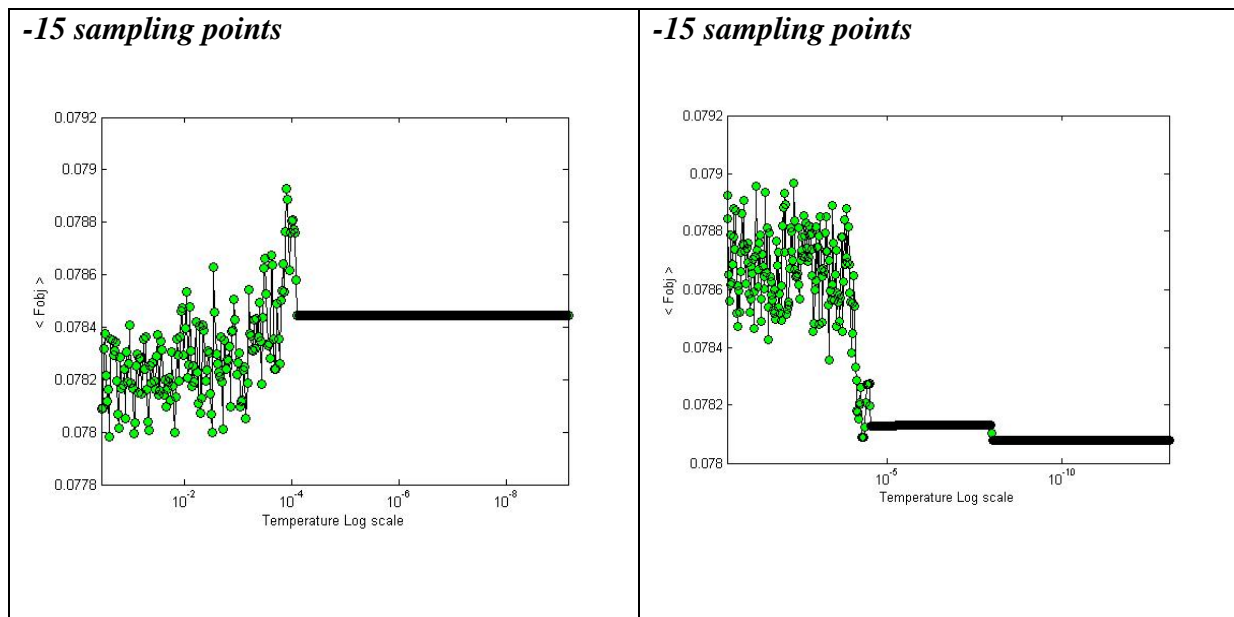 -15 sampling points
0.0792
0.079
0.0788
0.0786
0.0784
0.0782
0.078
0.0778
< Fobj >
10-2 10-4 10-6 10-8
Temperature Log scale
-15 sampling points
0.0792
0.079
0.0788
0.0786
0.0784
0.0782
0.078
< Fobj >
10-5 10-10
Temperature Log scale